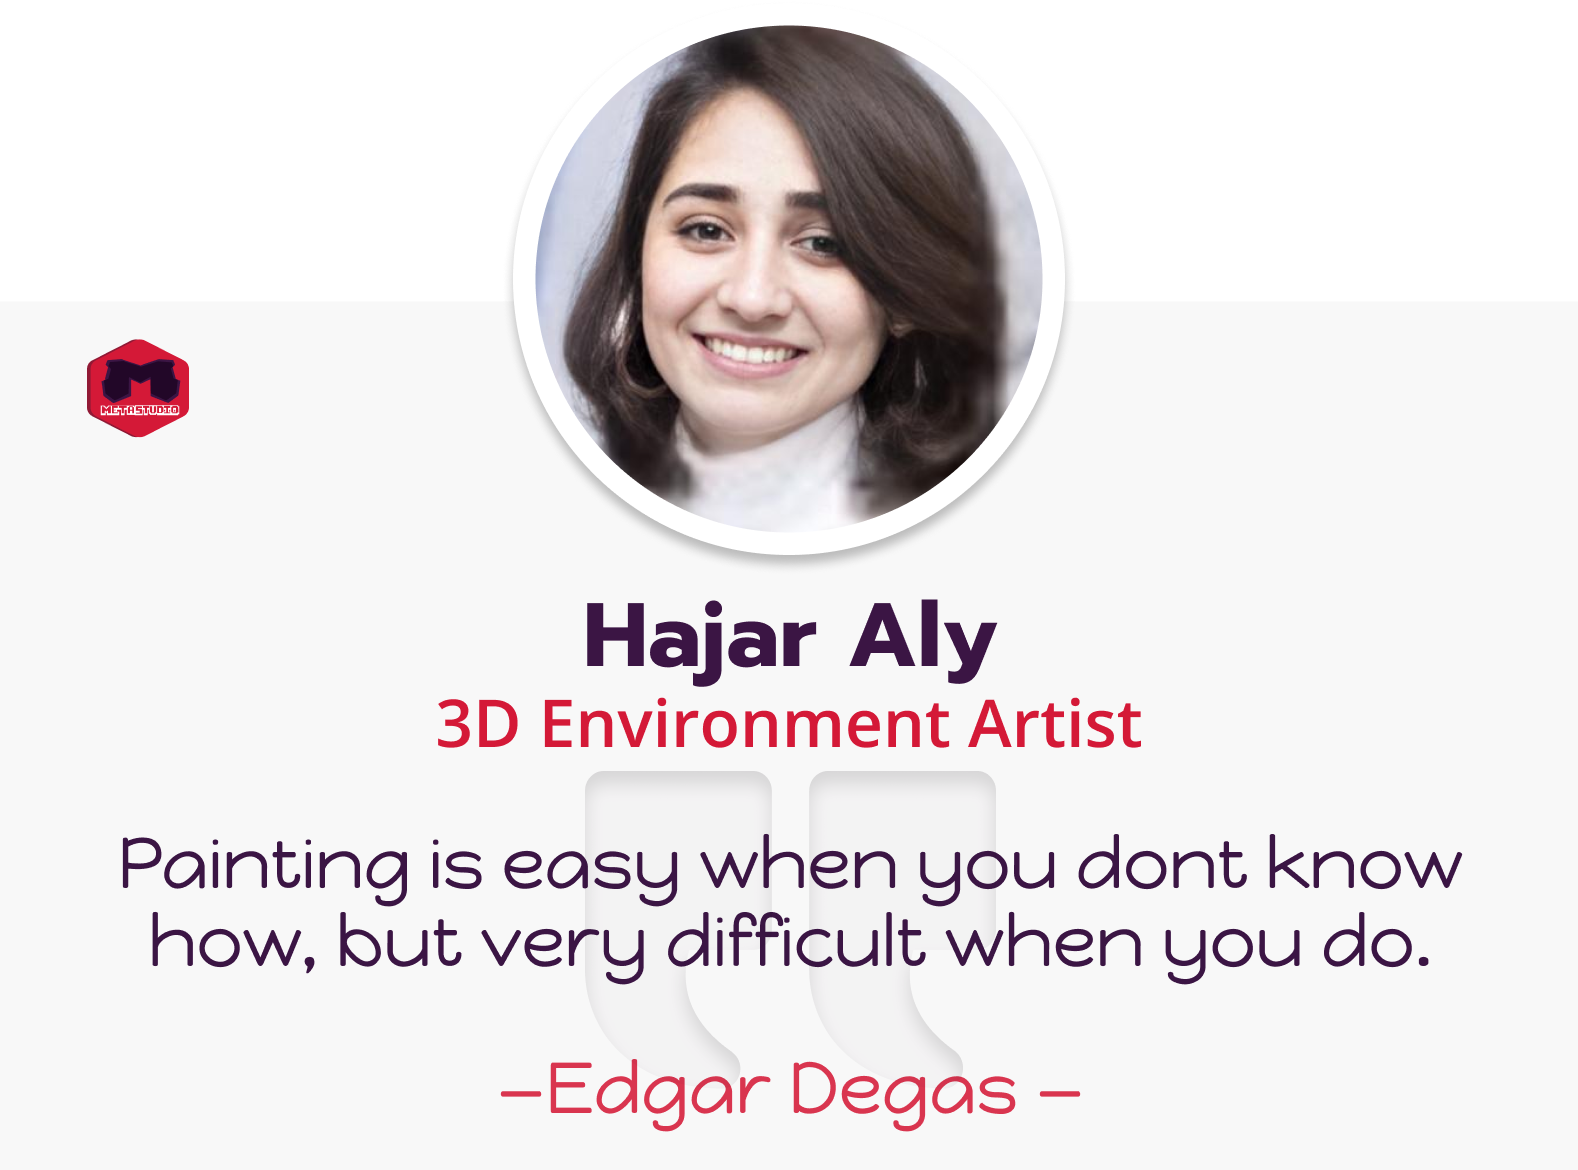 METASTUDIO
Hajar Aly
3D Environment Artist
Painting is easy when you dont know
how, but very difficult when you do.
–Edgar Degas –